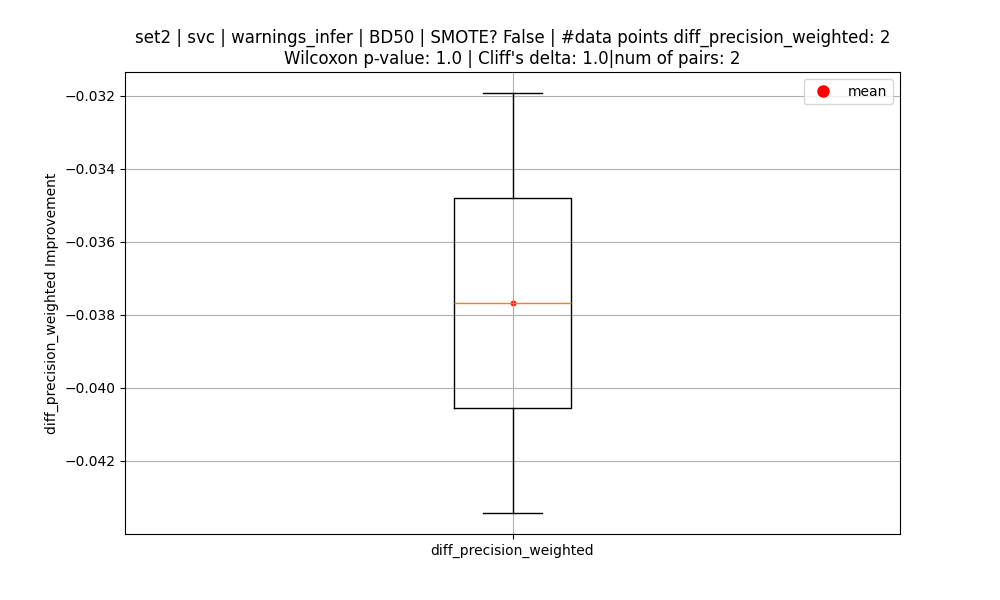 set2 | svc | warnings_infer | BD50 | SMOTE? False | #data points diff_precision_weighted: 2
Wilcoxon p-value: 1.0 | Cliff's delta: 1.0|num of pairs: 2
mean
−0.032
−0.034
−0.036
−0.038
−0.040
−0.042
diff_precision_weighted Improvement
diff_precision_weighted